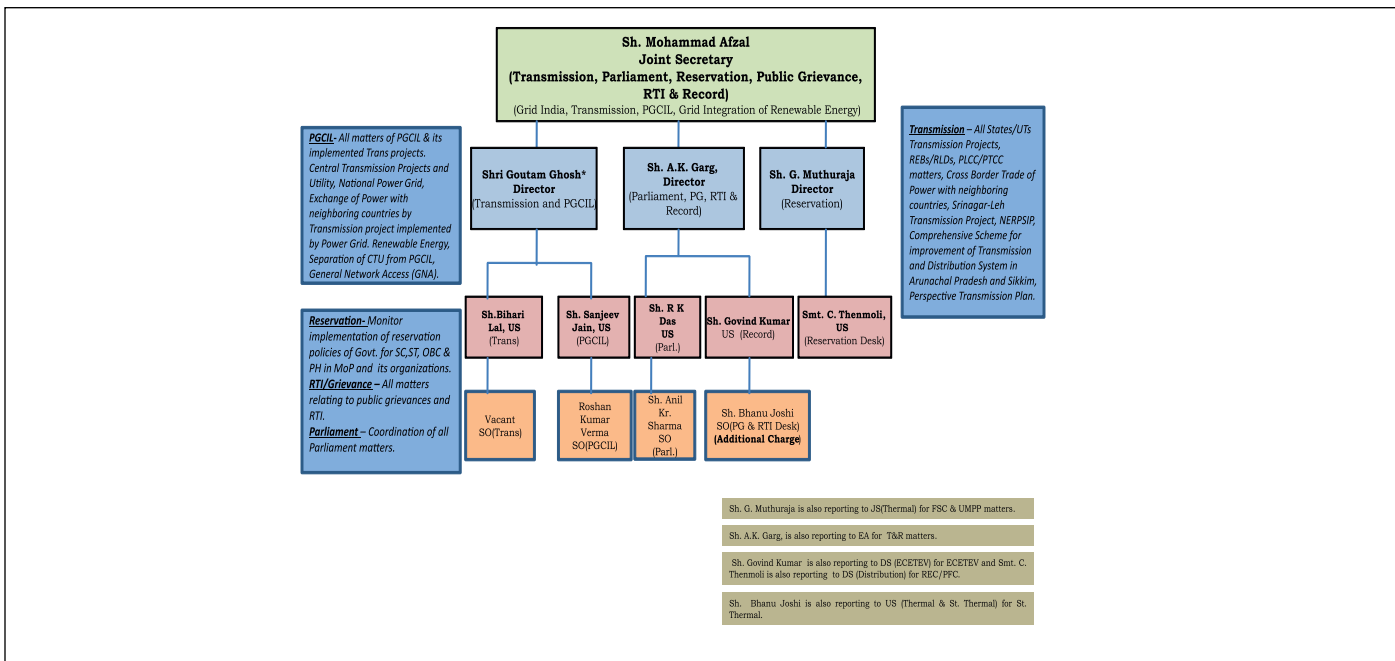 Sh. Mohammad Afzal
Joint Secretary
(Transmission, Parliament, Reservation, Public Grievance,
RTI & Record)
(Grid India, Transmission, PGCIL, Grid Integration of Renewable Energy)
PGCIL- All matters of PGCIL & its
implemented Trans projects.
Central Transmission Projects and
Utility, National Power Grid,
Exchange of Power with
neighboring countries by
Transmission project implemented
by Power Grid. Renewable Energy,
Separation of CTU from PGCIL,
General Network Access (GNA).
Shri Goutam Ghosh*
Director
(Transmission and PGCIL)
Sh. A.K. Garg,
Director
(Parliament, PG, RTI &
Record)
Sh. G. Muthuraja
Director
(Reservation)
Transmission – All States/UTs
Transmission Projects,
REBs/RLDs, PLCC/PTCC
matters, Cross Border Trade of
Power with neighboring
countries, Srinagar-Leh
Transmission Project, NERPSIP,
Comprehensive Scheme for
improvement of Transmission
and Distribution System in
Arunachal Pradesh and Sikkim,
Perspective Transmission Plan.
Reservation- Monitor
implementation of reservation
policies of Govt. for SC,ST, OBC &
PH in MoP and its organizations.
RTI/Grievance – All matters
relating to public grievances and
RTI.
Parliament – Coordination of all
Parliament matters.
Sh.Bihari
Lal, US
(Trans)
Sh. Sanjeev
Jain, US
(PGCIL)
Sh. R K
Das
US
(Parl.)
Sh. Govind Kumar
US (Record)
Smt. C. Thenmoli,
US
(Reservation Desk)
Vacant
SO(Trans)
Roshan
Kumar
Verma
SO(PGCIL)
Sh. Anil
Kr.
Sharma
SO
(Parl.)
Sh. Bhanu Joshi
SO(PG & RTI Desk)
(Additional Charge)
Sh. G. Muthuraja is also reporting to JS(Thermal) for FSC & UMPP matters.
Sh. A.K. Garg, is also reporting to EA for T&R matters.
Sh. Govind Kumar is also reporting to DS (ECETEV) for ECETEV and Smt. C.
Thenmoli is also reporting to DS (Distribution) for REC/PFC.
Sh. Bhanu Joshi is also reporting to US (Thermal & St. Thermal) for St.
Thermal.